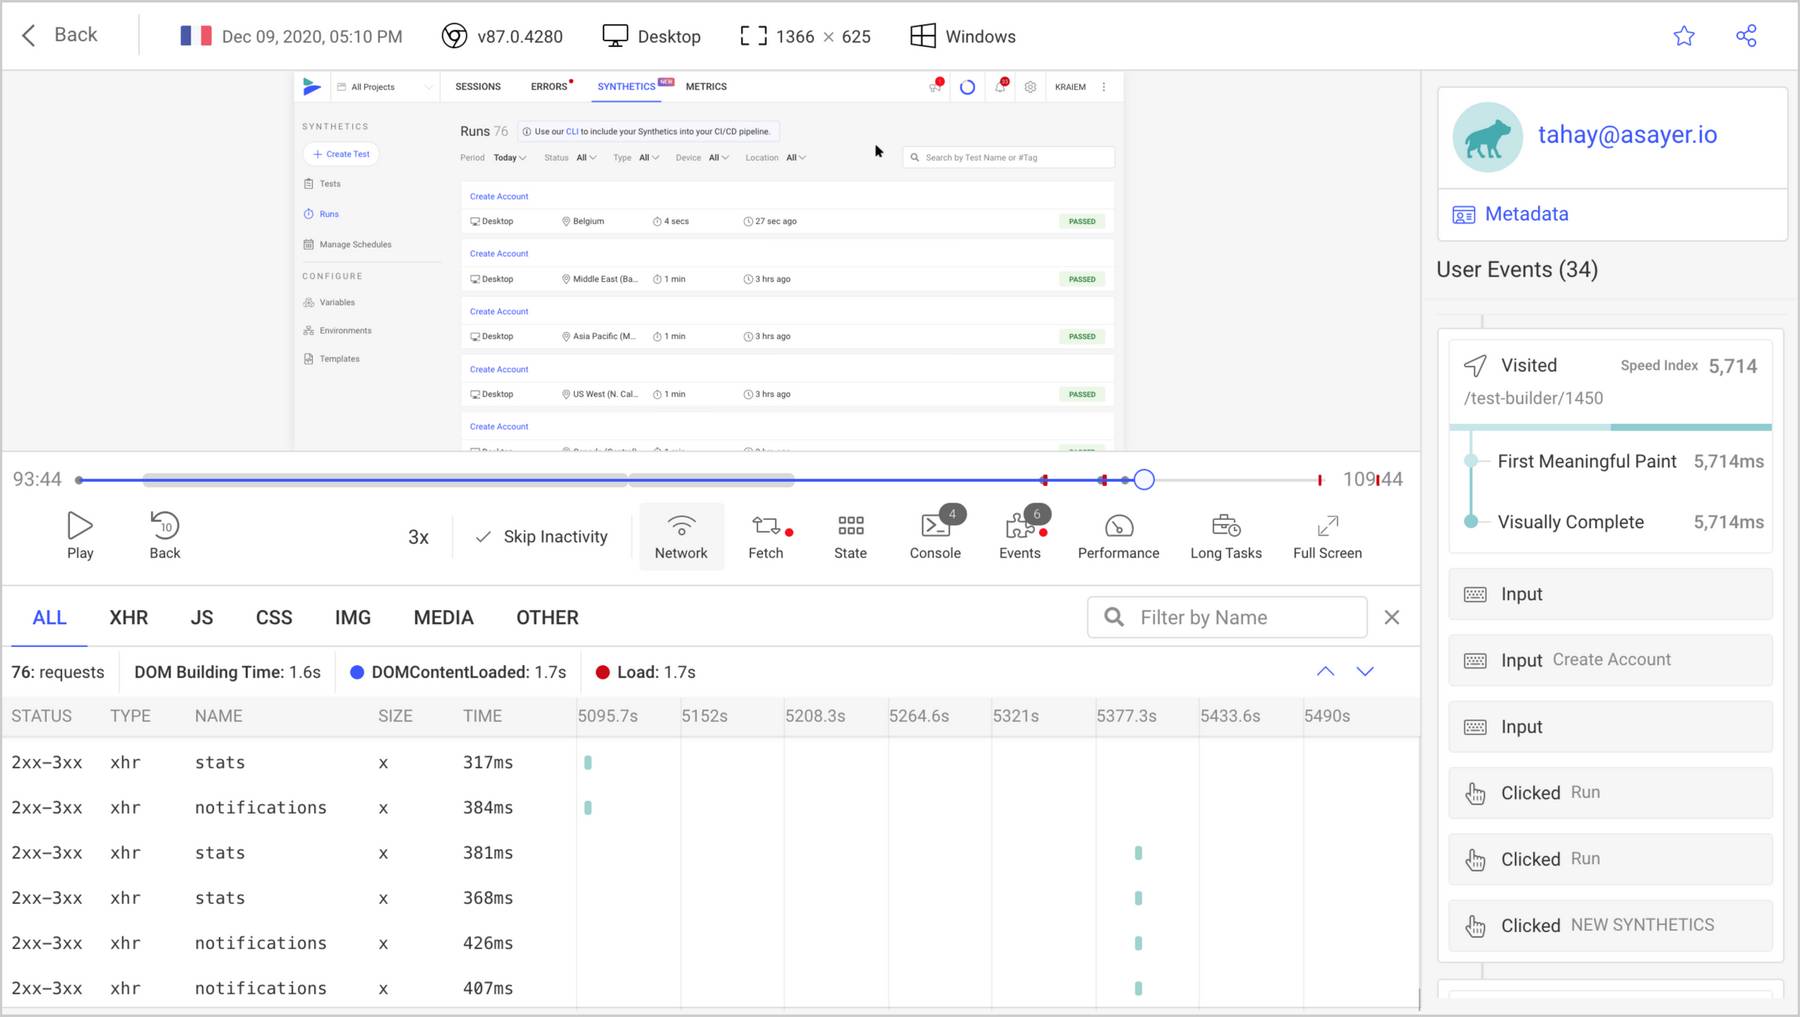 Back
Dec 09, 2020, 05:10 PM
v87.0.4280
Desktop
1366 × 625
Windows
All Projects
SESSIONS
ERRORS
SYNTHETICS
NEW
METRICS
KRAIEM
SYNTHETICS
+ Create Test
Tests
Runs
Manage Schedules
CONFIGURE
Variables
Environments
Templates
Runs 76
Use our CLI to include your Synthetics into your CI/CD pipeline.
Period Today Status All Type All Device All Location All
Search by Test Name or #Tag
Create Account
Desktop Belgium 4 secs 27 sec ago PASSED
Create Account
Desktop Middle East (Ba... 1 min 3 hrs ago PASSED
Create Account
Desktop Asia Pacific (M... 1 min 3 hrs ago PASSED
Create Account
Desktop US West (N. Cal... 1 min 3 hrs ago PASSED
Create Account
93:44
109:44
Play
10
Back
3x
Skip Inactivity
Network
Fetch
State
4
Console
6
Events
Performance
Long Tasks
Full Screen
ALL XHR JS CSS IMG MEDIA OTHER
Filter by Name
76: requests
DOM Building Time: 1.6s
DOMContentLoaded: 1.7s
Load: 1.7s
STATUS TYPE NAME SIZE TIME 5095.7s 5152s 5208.3s 5264.6s 5321s 5377.3s 5433.6s 5490s
2xx-3xx xhr stats x 317ms
2xx-3xx xhr notifications x 384ms
2xx-3xx xhr stats x 381ms
2xx-3xx xhr stats x 368ms
2xx-3xx xhr notifications x 426ms
2xx-3xx xhr notifications x 407ms
tahay@asayer.io
Metadata
User Events (34)
Visited Speed Index 5,714
/test-builder/1450
First Meaningful Paint 5,714ms
Visually Complete 5,714ms
Input
Input Create Account
Input
Clicked Run
Clicked Run
Clicked NEW SYNTHETICS